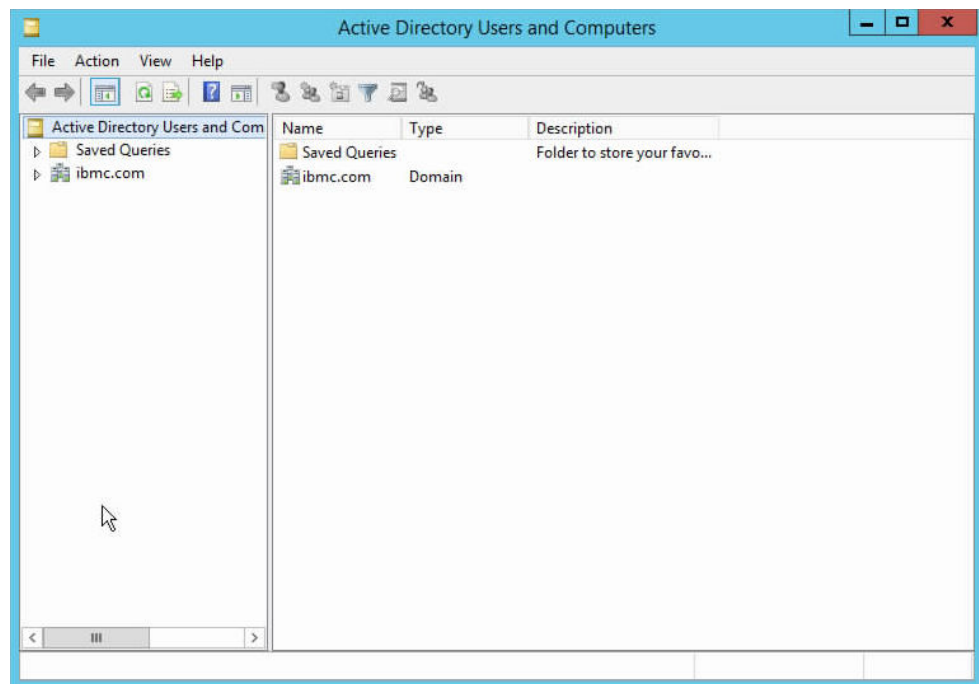 Active Directory Users and Computers
File Action View Help
Active Directory Users and Com
Saved Queries
ibmc.com
Name Type Description
Saved Queries Folder to store your favo...
ibmc.com Domain